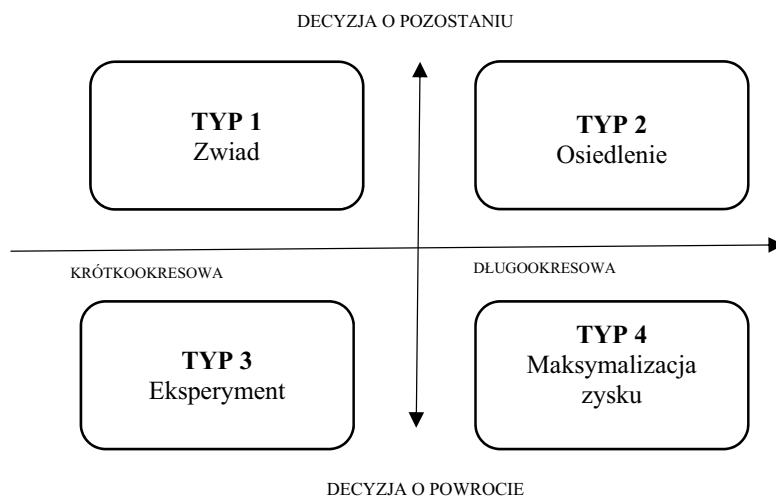 DECYZJA O POZOSTANIU
TYP 1
Zwiad
TYP 2
Osiedlenie
KRÓTKOOKRESOWA
DŁUGOOKRESOWA
TYP 3
Eksperyment
TYP 4
Maksymalizacja
zysku
DECYZJA O POWROCIE